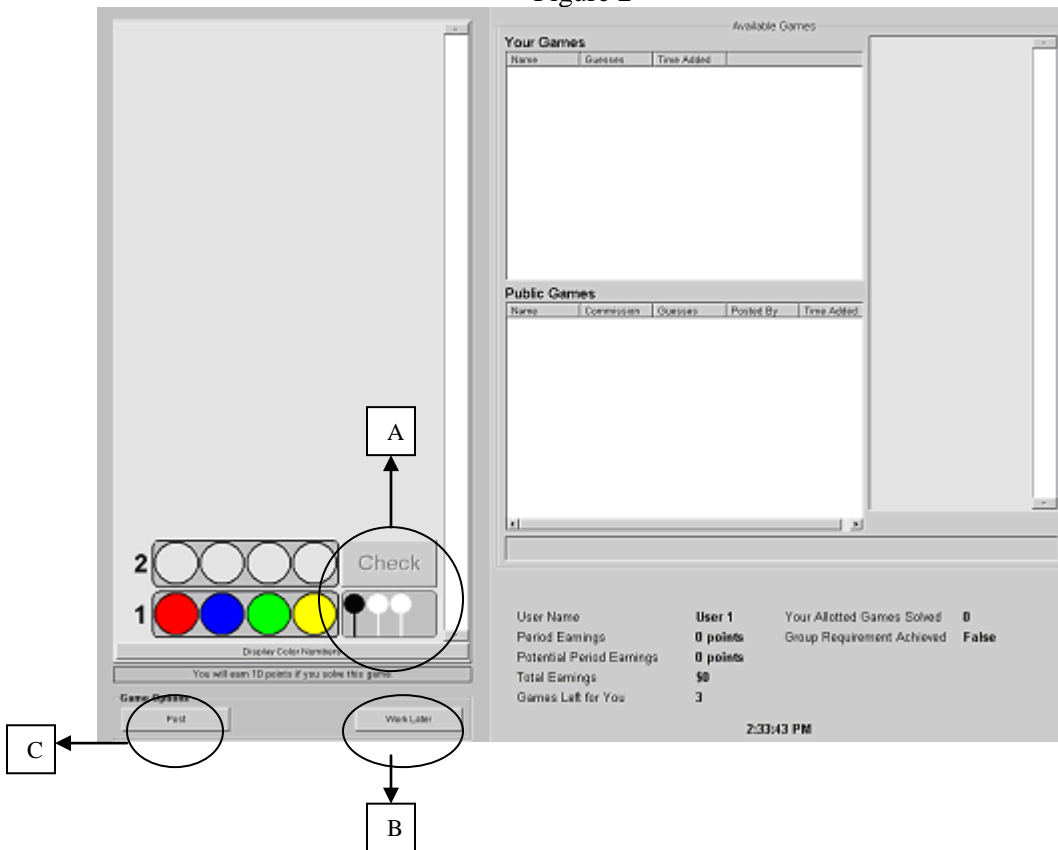 Figure 2
Available Games
Your Games
Name Guesses Time Added
Public Games
Name Commission Guesses Posted By Time Added
A
2 Check
1
Display Color Numbers
You will earn 10 points if you solve this game.
Game Options
Post Work Later
C
B
User Name User 1 Your Allotted Games Solved 0
Period Earnings 0 points Group Requirement Achieved False
Potential Period Earnings 0 points
Total Earnings $0
Games Left for You 3
2:33:43 PM